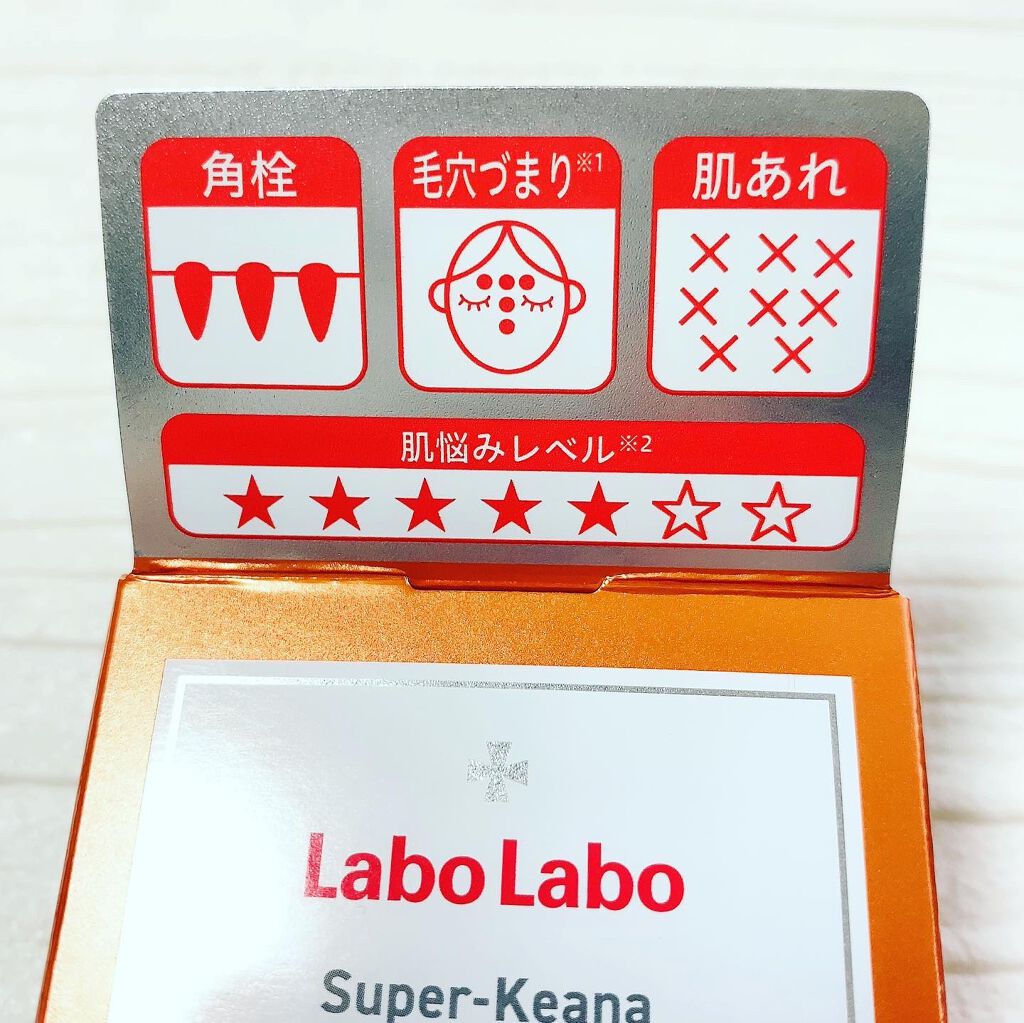 角栓
毛穴づまり※1
肌あれ
肌悩みレベル※2
★★★★★☆☆
Labo Labo
Super-Keana